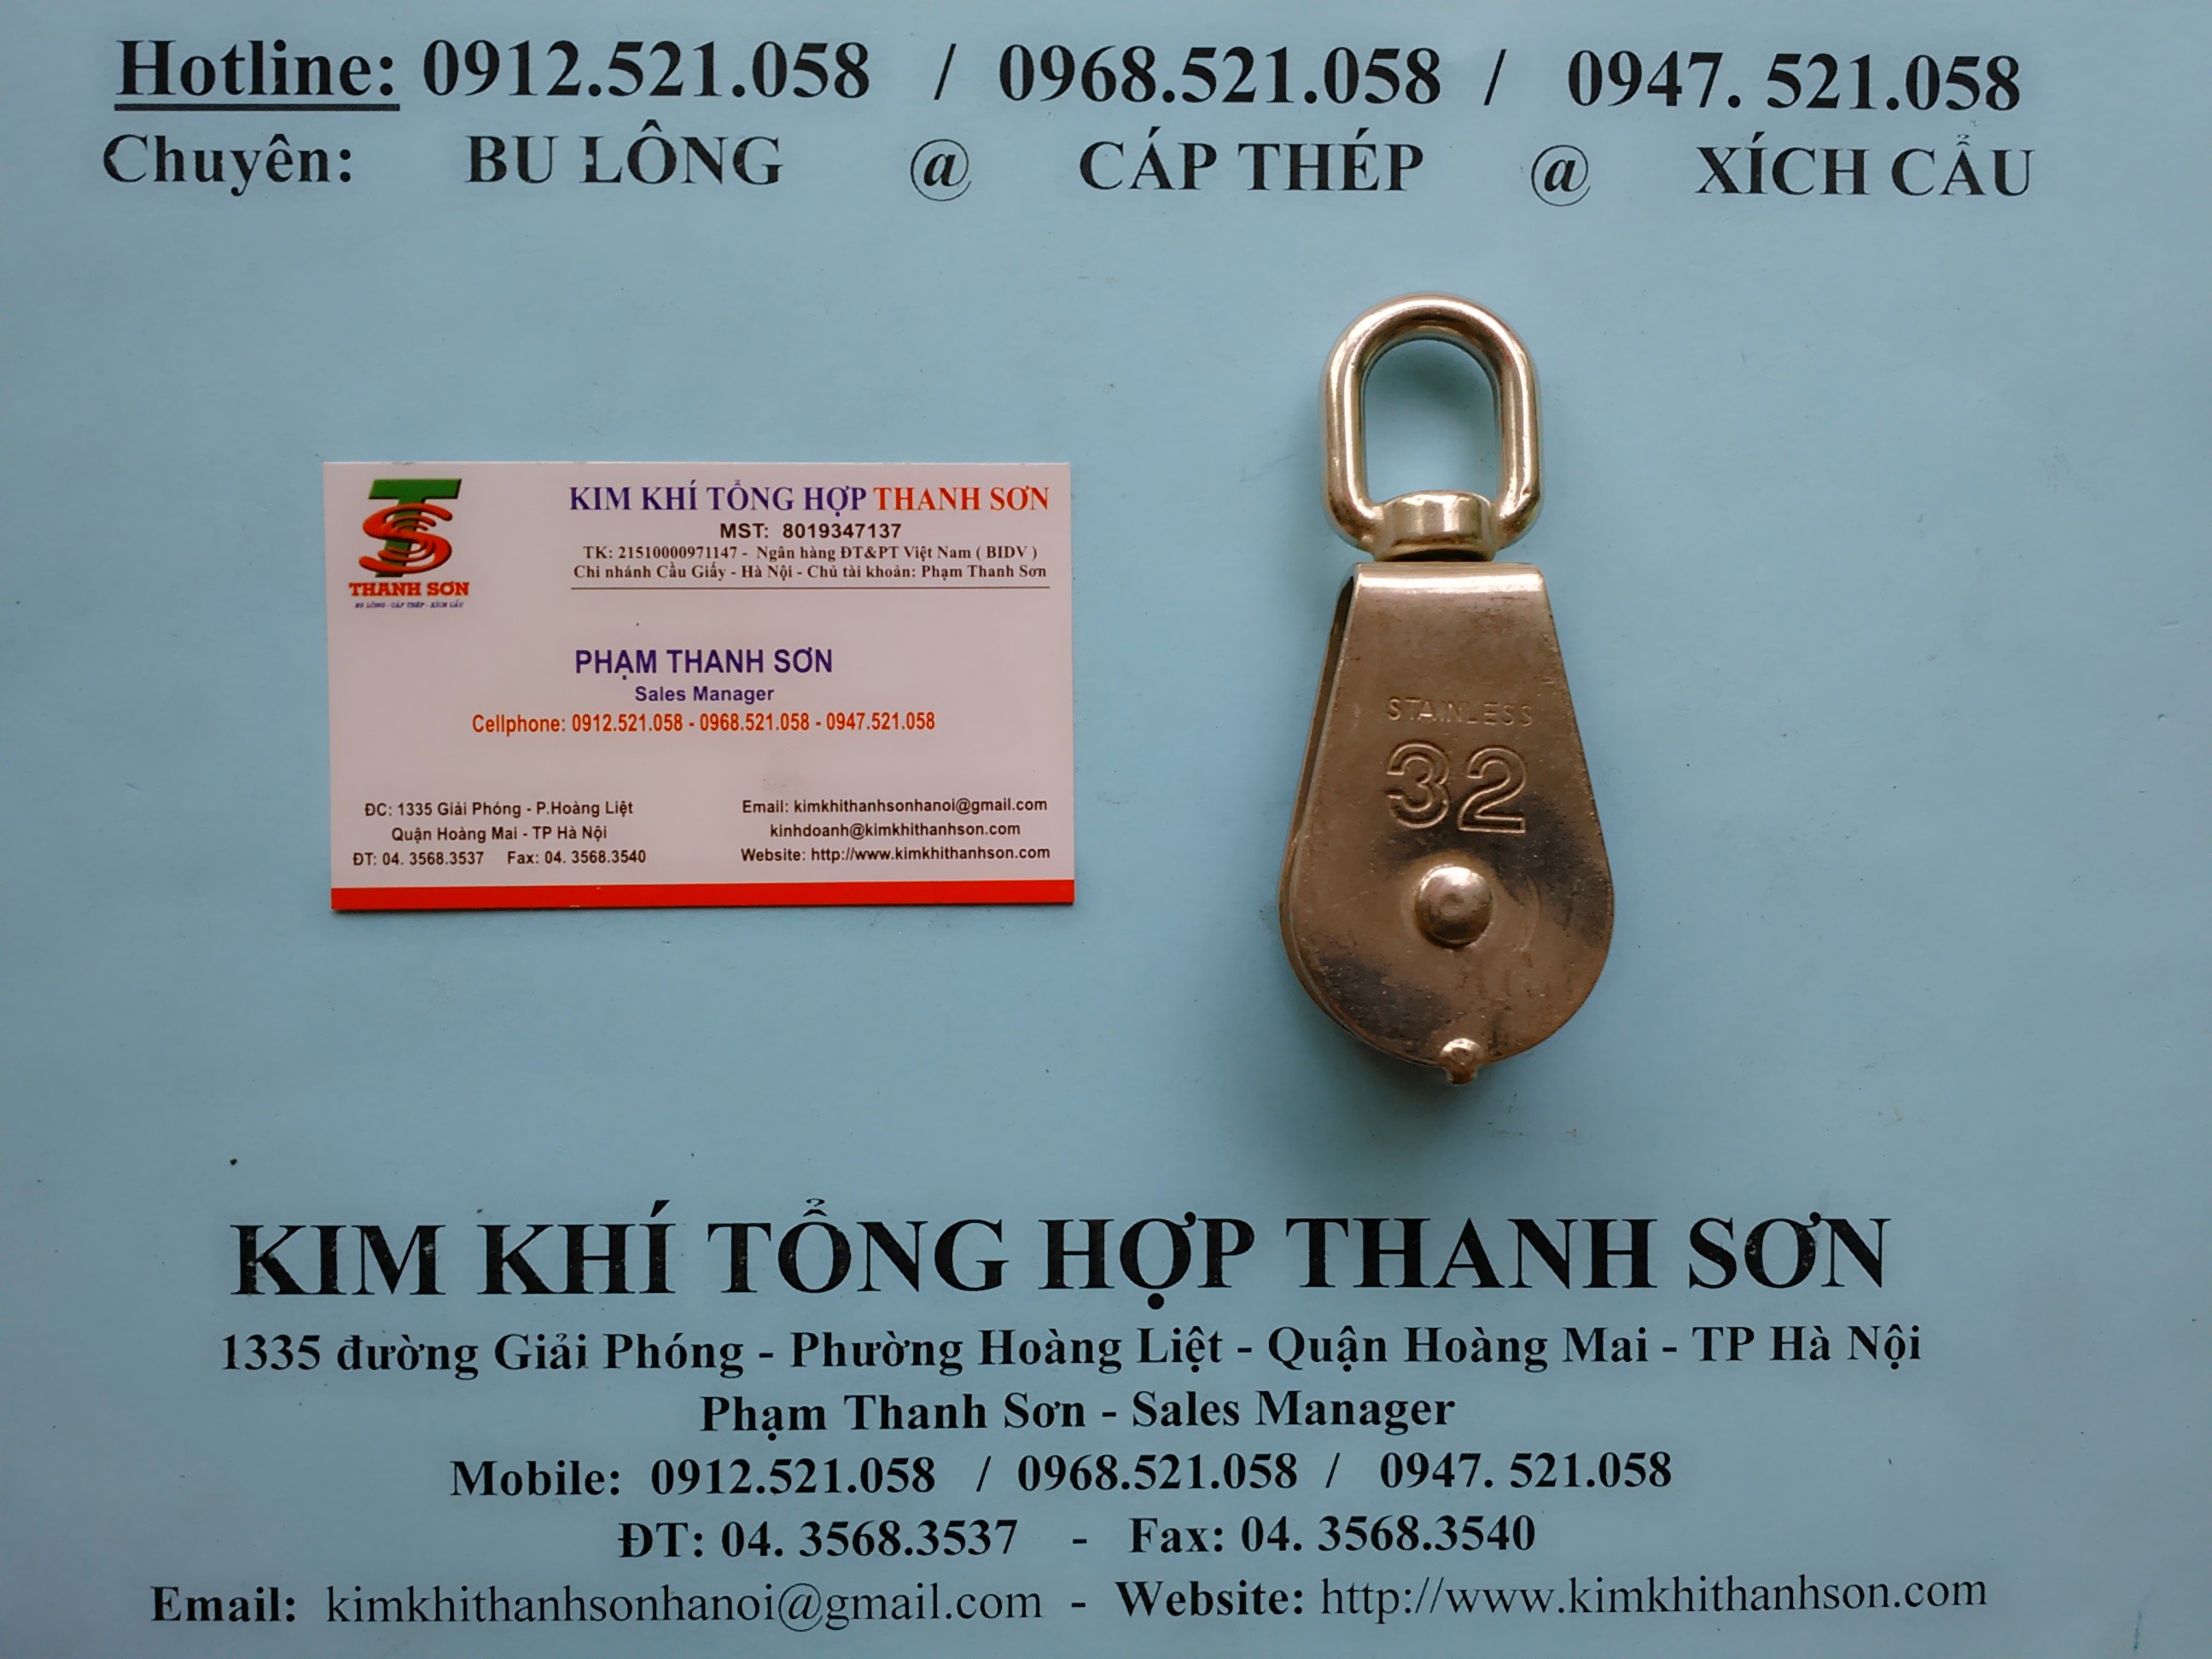 Hotline: 0912.521.058 / 0968.521.058 / 0947. 521.058
Chuyên: BU LÔNG @ CÁP THÉP @ XÍCH CẨU
TS
THANH SƠN
BU LÔNG - CÁP THÉP - XÍCH CẨU
KIM KHÍ TỔNG HỢP THANH SƠN
MST: 8019347137
TK: 21510000971147 - Ngân hàng ĐT&PT Việt Nam ( BIDV )
Chi nhánh Cầu Giấy - Hà Nội - Chủ tài khoản: Phạm Thanh Sơn
PHẠM THANH SƠN
Sales Manager
Cellphone: 0912.521.058 - 0968.521.058 - 0947.521.058
ĐC: 1335 Giải Phóng - P.Hoàng Liệt
Quận Hoàng Mai - TP Hà Nội
ĐT: 04. 3568.3537 Fax: 04. 3568.3540
Email: kimkhithanhsonhanoi@gmail.com
kinhdoanh@kimkhithanhson.com
Website: http://www.kimkhithanhson.com
STAINLESS
32
KIM KHÍ TỔNG HỢP THANH SƠN
1335 đường Giải Phóng - Phường Hoàng Liệt - Quận Hoàng Mai - TP Hà Nội
Phạm Thanh Sơn - Sales Manager
Mobile: 0912.521.058 / 0968.521.058 / 0947. 521.058
ĐT: 04. 3568.3537 - Fax: 04. 3568.3540
Email: kimkhithanhsonhanoi@gmail.com - Website: http://www.kimkhithanhson.com